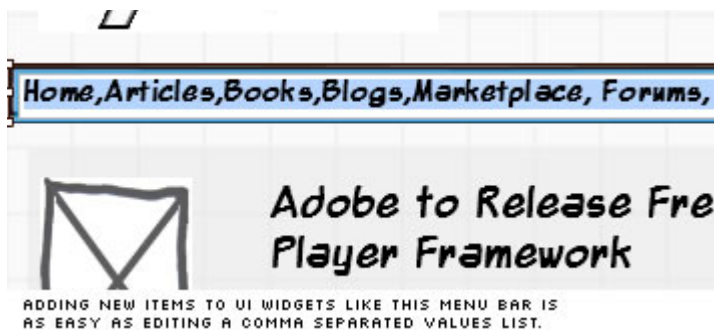 Home,Articles,Books,Blogs,Marketplace, Forums,
Adobe to Release Fre
Player Framework
ADDING NEW ITEMS TO UI WIDGETS LIKE THIS MENU BAR IS
AS EASY AS EDITING A COMMA SEPARATED VALUES LIST.